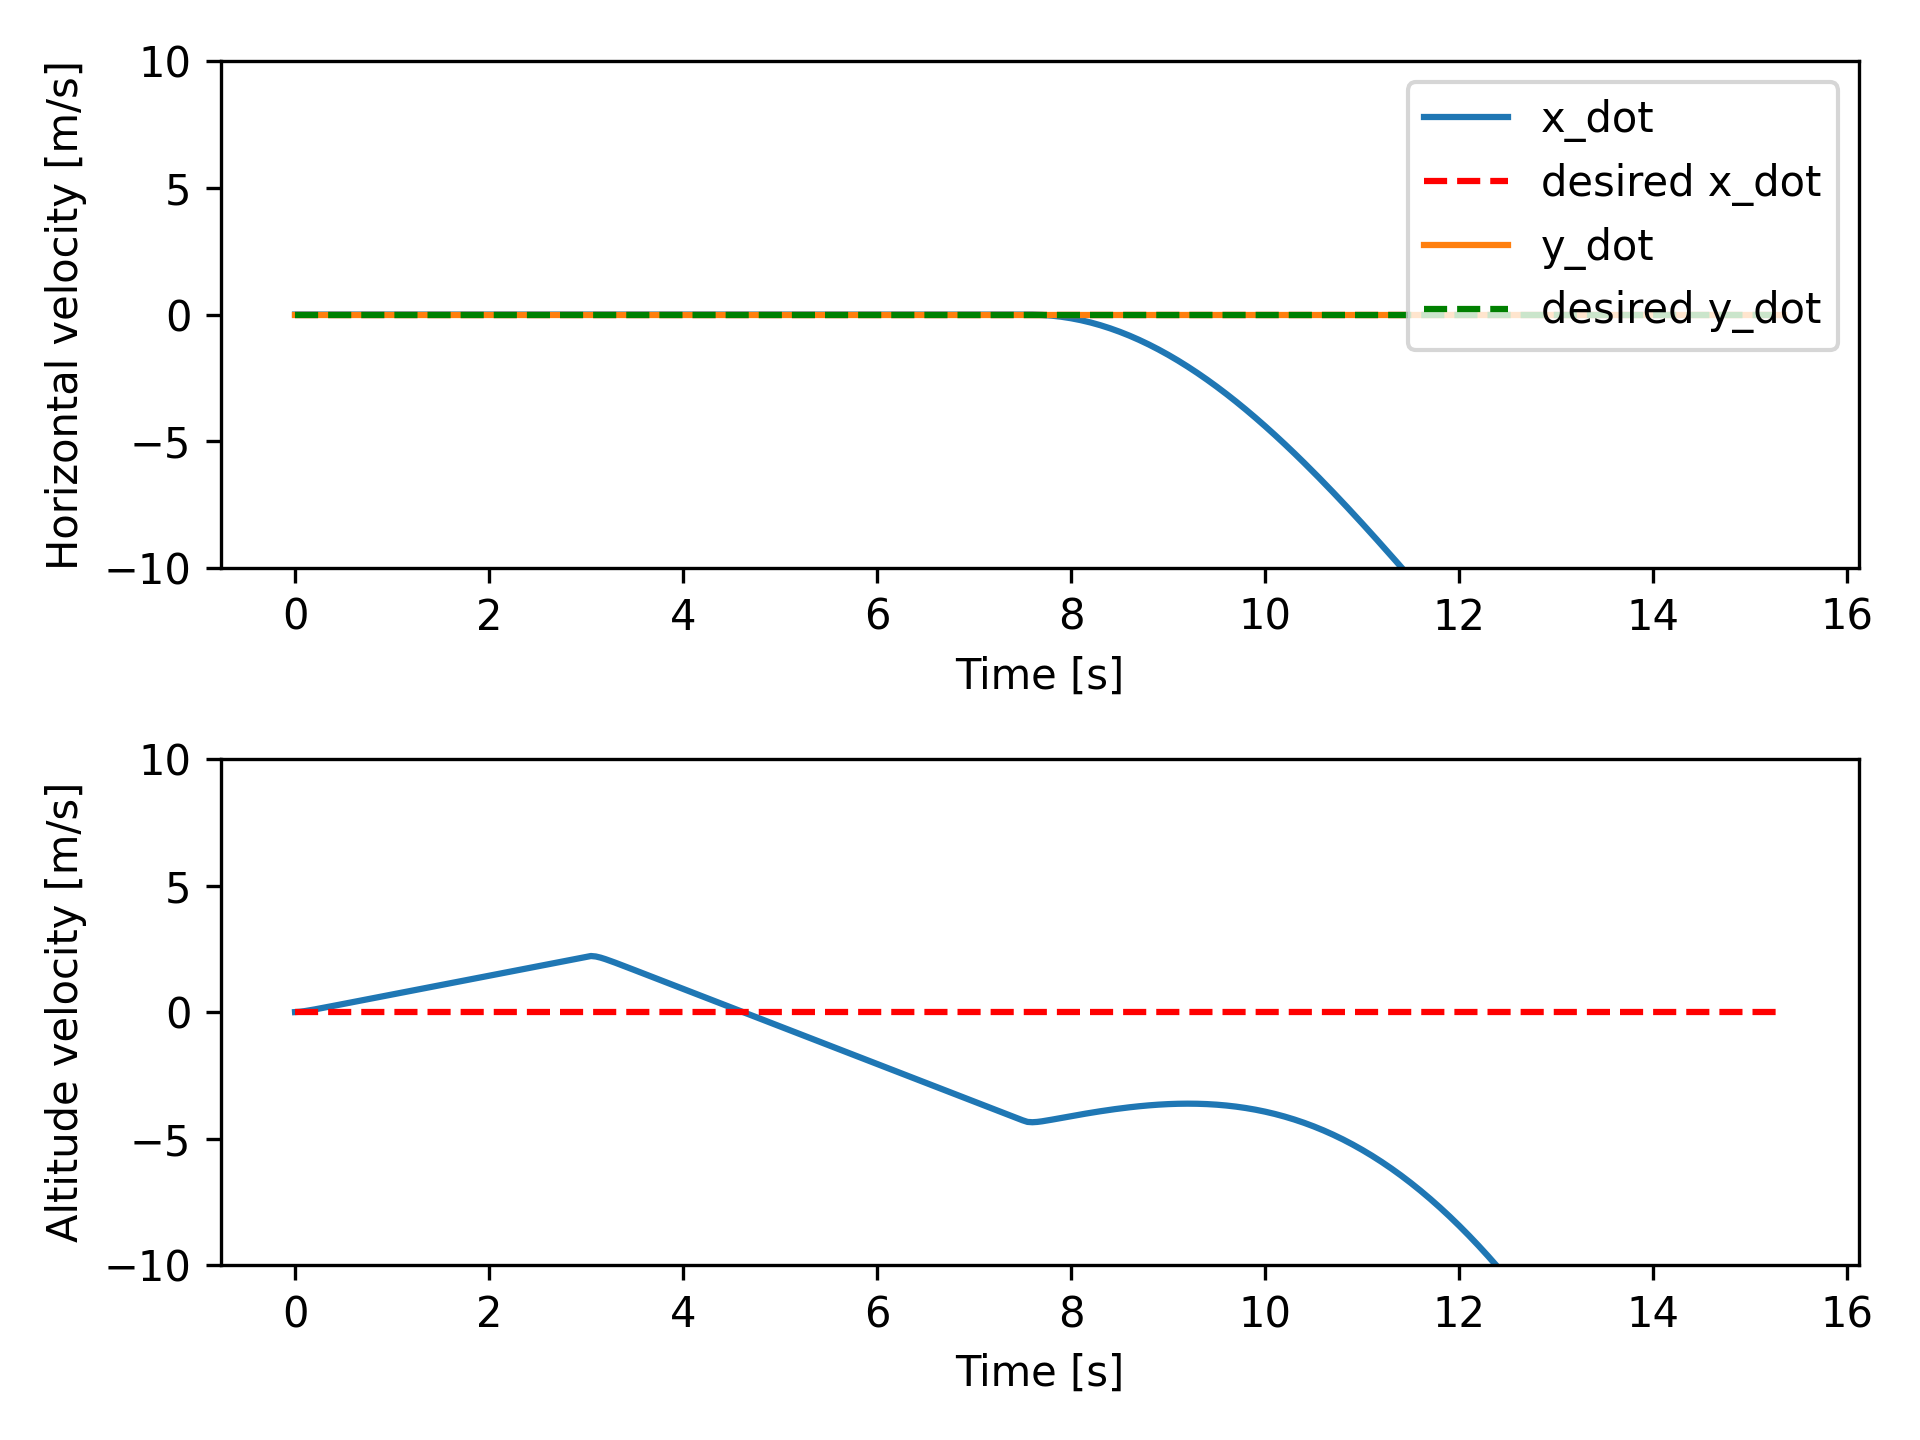 Horizontal velocity [m/s]
10
5
0
−5
−10
x_dot
desired x_dot
y_dot
desired y_dot
0 2 4 6 8 10 12 14 16
Time [s]
Altitude velocity [m/s]
10
5
0
−5
−10
0 2 4 6 8 10 12 14 16
Time [s]